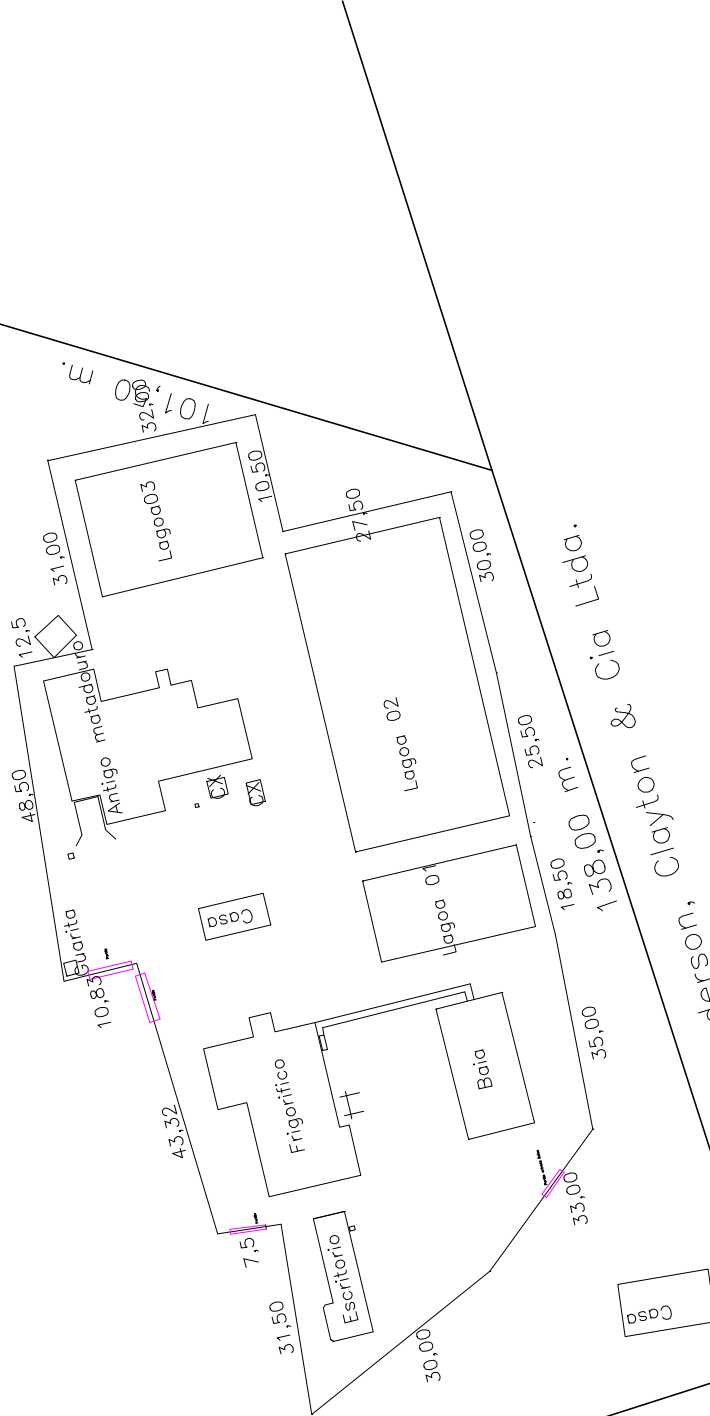 101,80 m.
32,00
10,50
Lagoa03
31,00
27,50
30,00
12,5
Antigo matadouro
Lagoa 02
25,50
48,50
CX
CX
138,00 m.
Clayton & Cia Ltda.
18,50
Lagoa 01
Casa
Guarita
10,83
35,00
Frigorifico
Baia
43,32
33,00
7,5
Escritorio
31,50
30,00
Casa